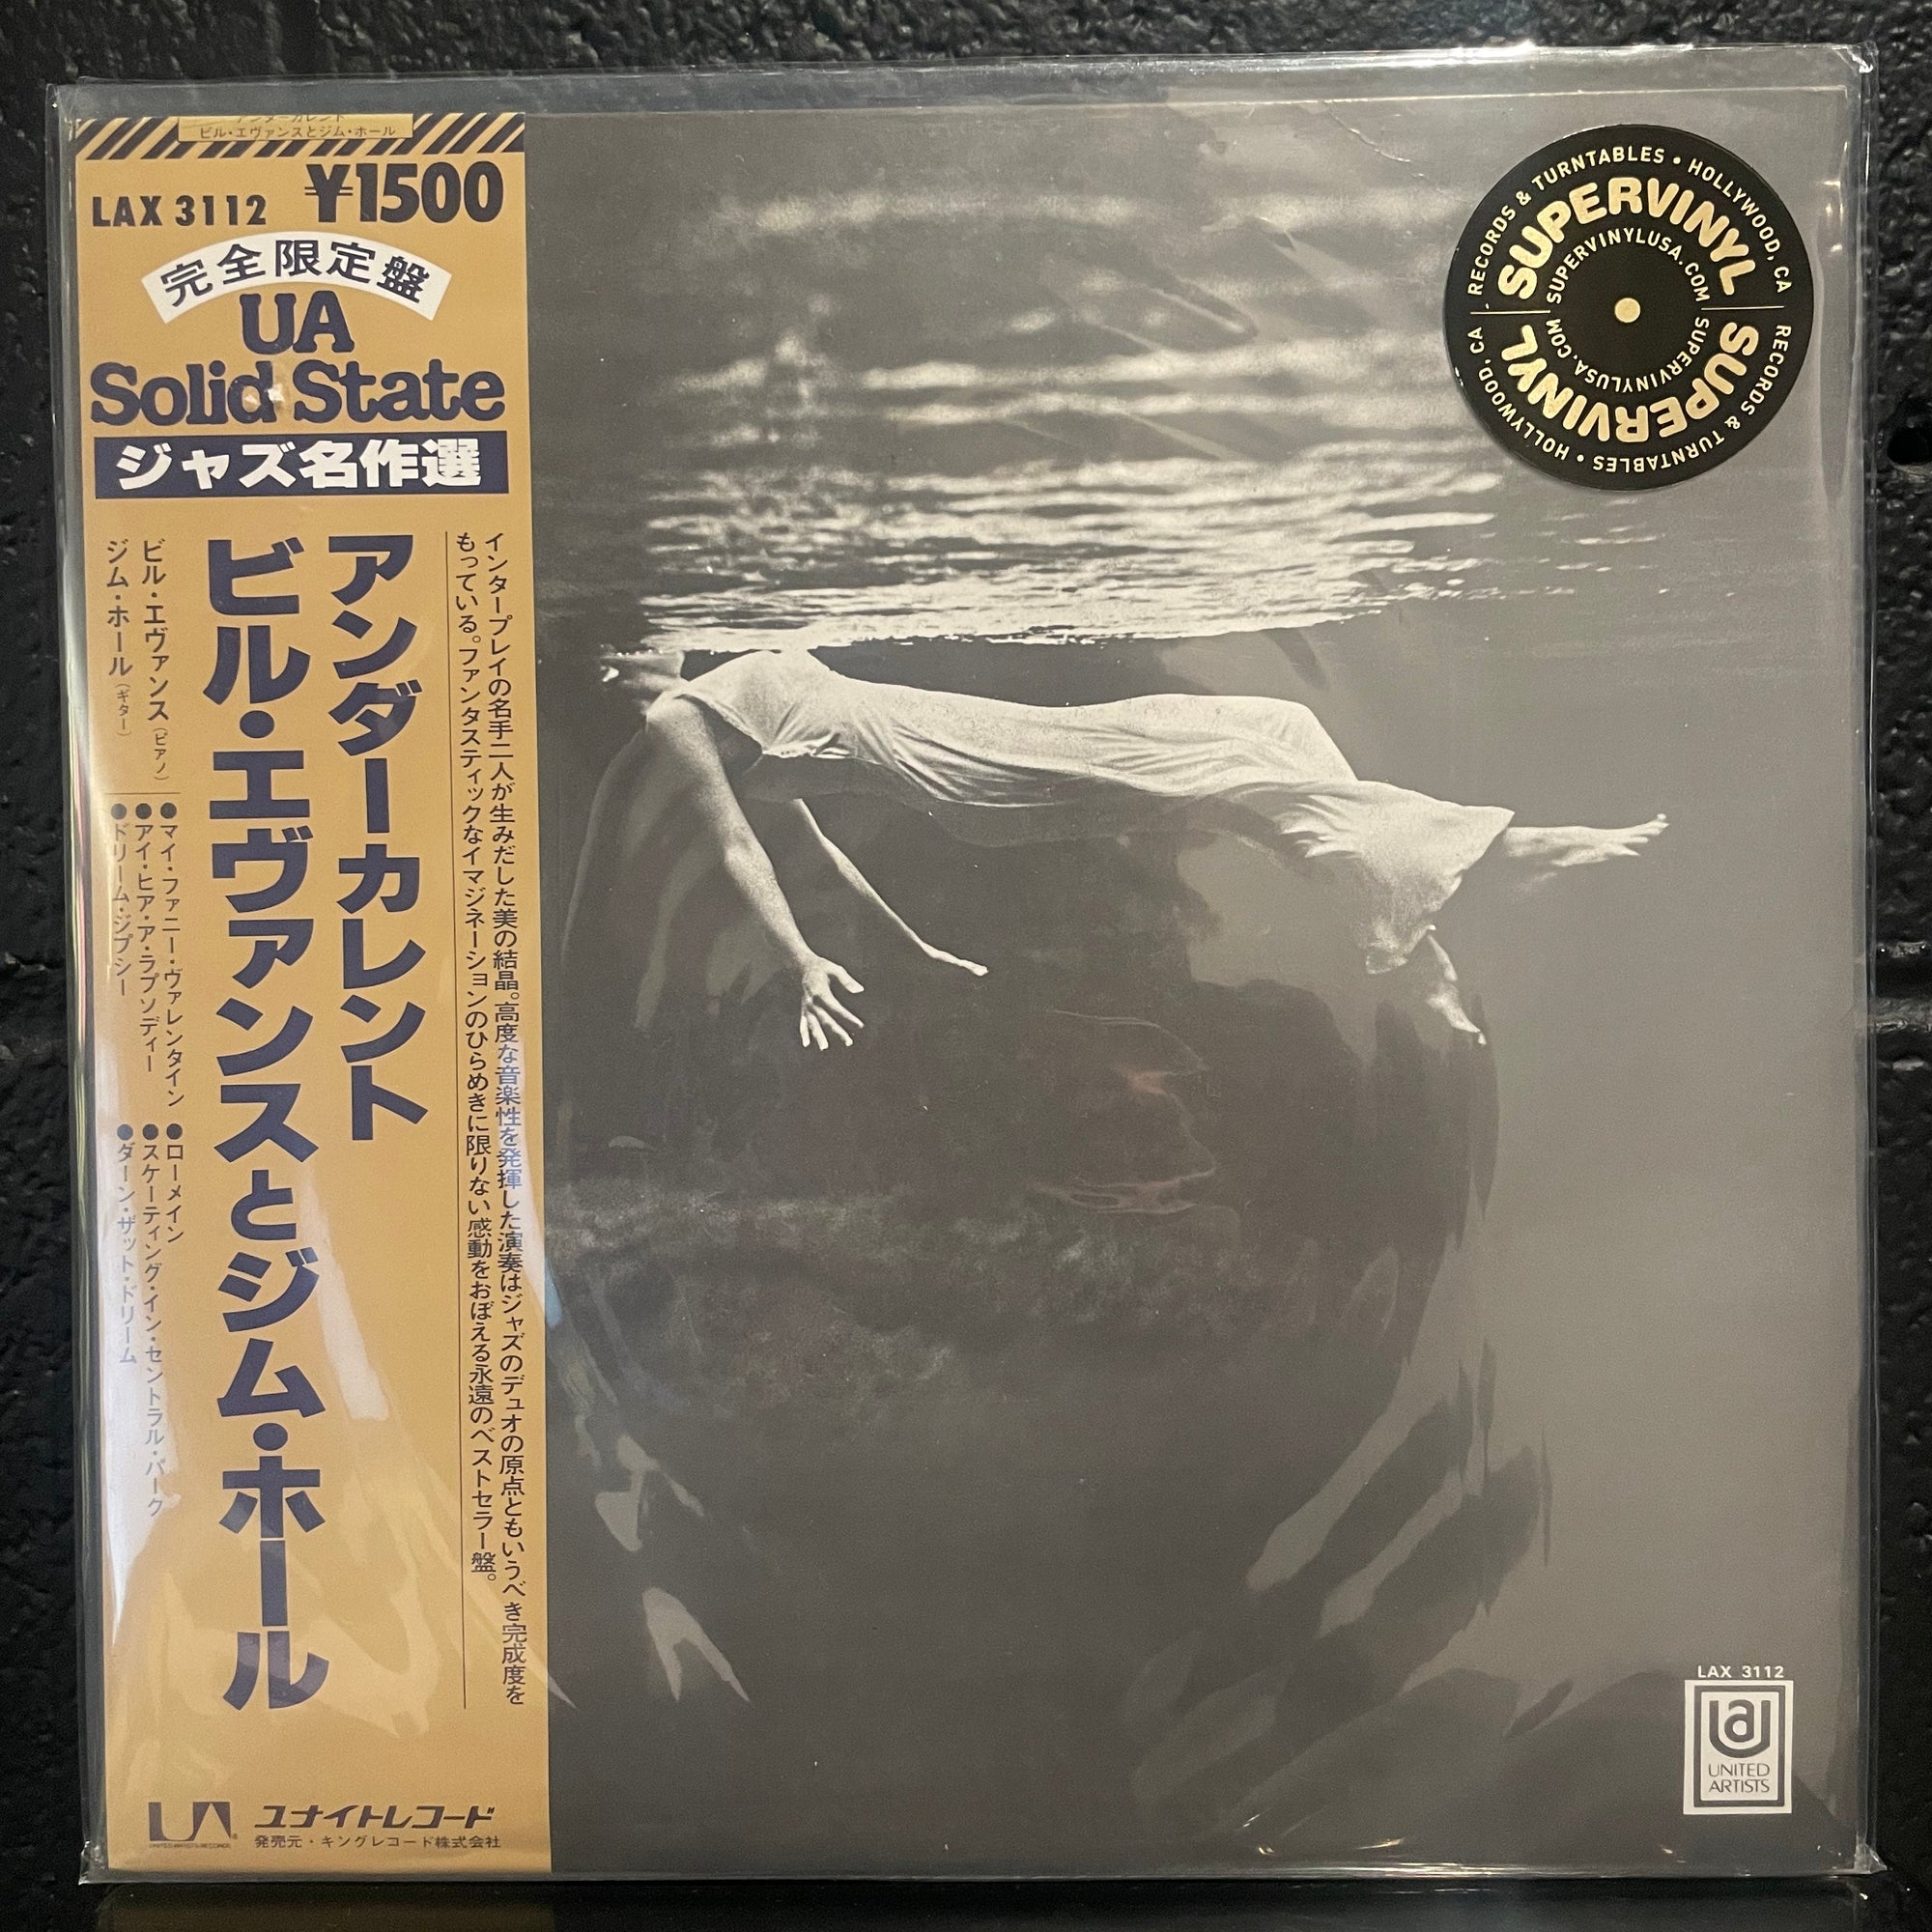 ビル・エヴァンスとジム・ホール
LAX 3112
¥1500
完全限定盤
UA
Solid State
ジャズ名作選
インタープレイの名手二人が生みだした美の結晶。高度な音楽性を発揮した演奏はジャズのデュオの原点ともいうべき完成度を
もっている。ファンタスティックなイマジネーションのひらめきに限りない感動をおぼえる永遠のベストセラー盤。
アンダーカレント
ビル・エヴァンスとジム・ホール
ビル・エヴァンス(ピアノ)
ジム・ホール(ギター)
●マイ・ファニー・ヴァレンタイン
●アイ・ヒア・ア・ラプソディー
●ドリーム・ジプシー
●ローメイン
●スケーティング・イン・セントラル・パーク
●ダーン・ザット・ドリーム
ユナイトレコード
発売元・キングレコード株式会社
RECORDS & TURNTABLES • HOLLYWOOD, CA
SUPERVINYL
SUPERVINYLUSA.COM
SUPERVINYLUSA.COM
SUPERVINYL
RECORDS & TURNTABLES • HOLLYWOOD, CA
LAX 3112
ua
UNITED
ARTISTS